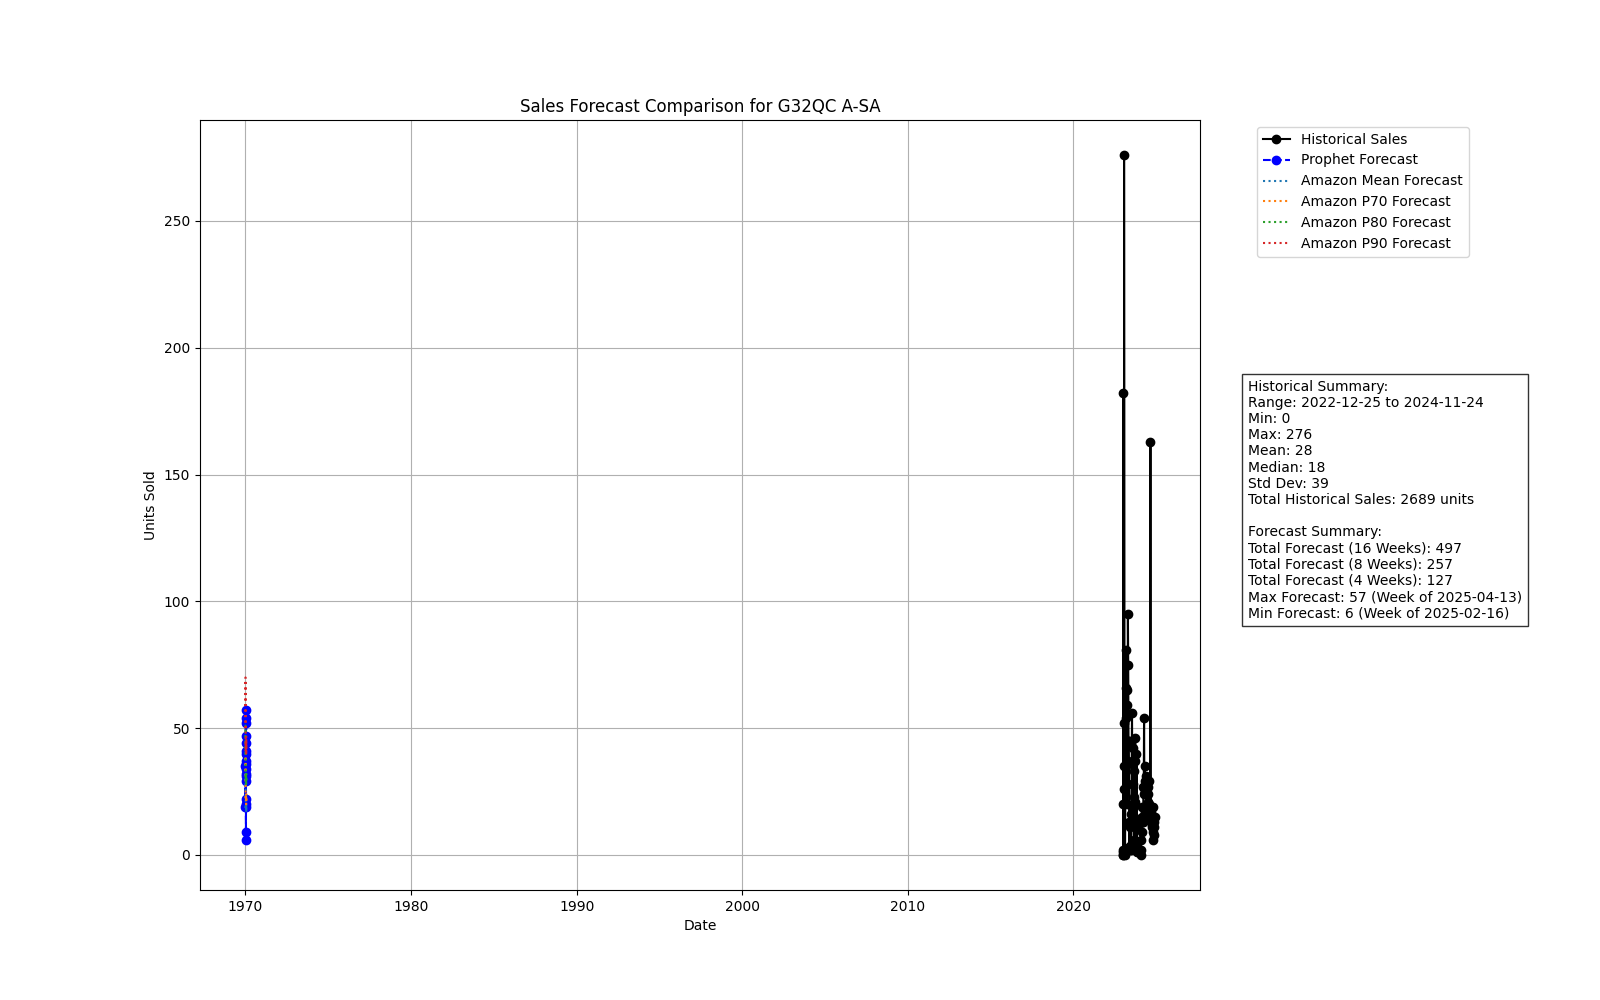 Sales Forecast Comparison for G32QC A-SA
Historical Sales
Prophet Forecast
Amazon Mean Forecast
Amazon P70 Forecast
Amazon P80 Forecast
Amazon P90 Forecast
250
200
150
100
50
0
Units Sold
1970
1980
1990
2000
2010
2020
Date
Historical Summary:
Range: 2022-12-25 to 2024-11-24
Min: 0
Max: 276
Mean: 28
Median: 18
Std Dev: 39
Total Historical Sales: 2689 units
Forecast Summary:
Total Forecast (16 Weeks): 497
Total Forecast (8 Weeks): 257
Total Forecast (4 Weeks): 127
Max Forecast: 57 (Week of 2025-04-13)
Min Forecast: 6 (Week of 2025-02-16)